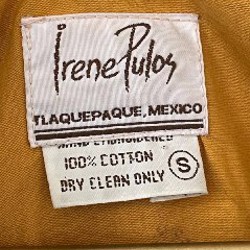 Irene Pulos
TLAQUEPAQUE, MEXICO
HAND EMBROIDERED
100% COTTON
DRY CLEAN ONLY
S